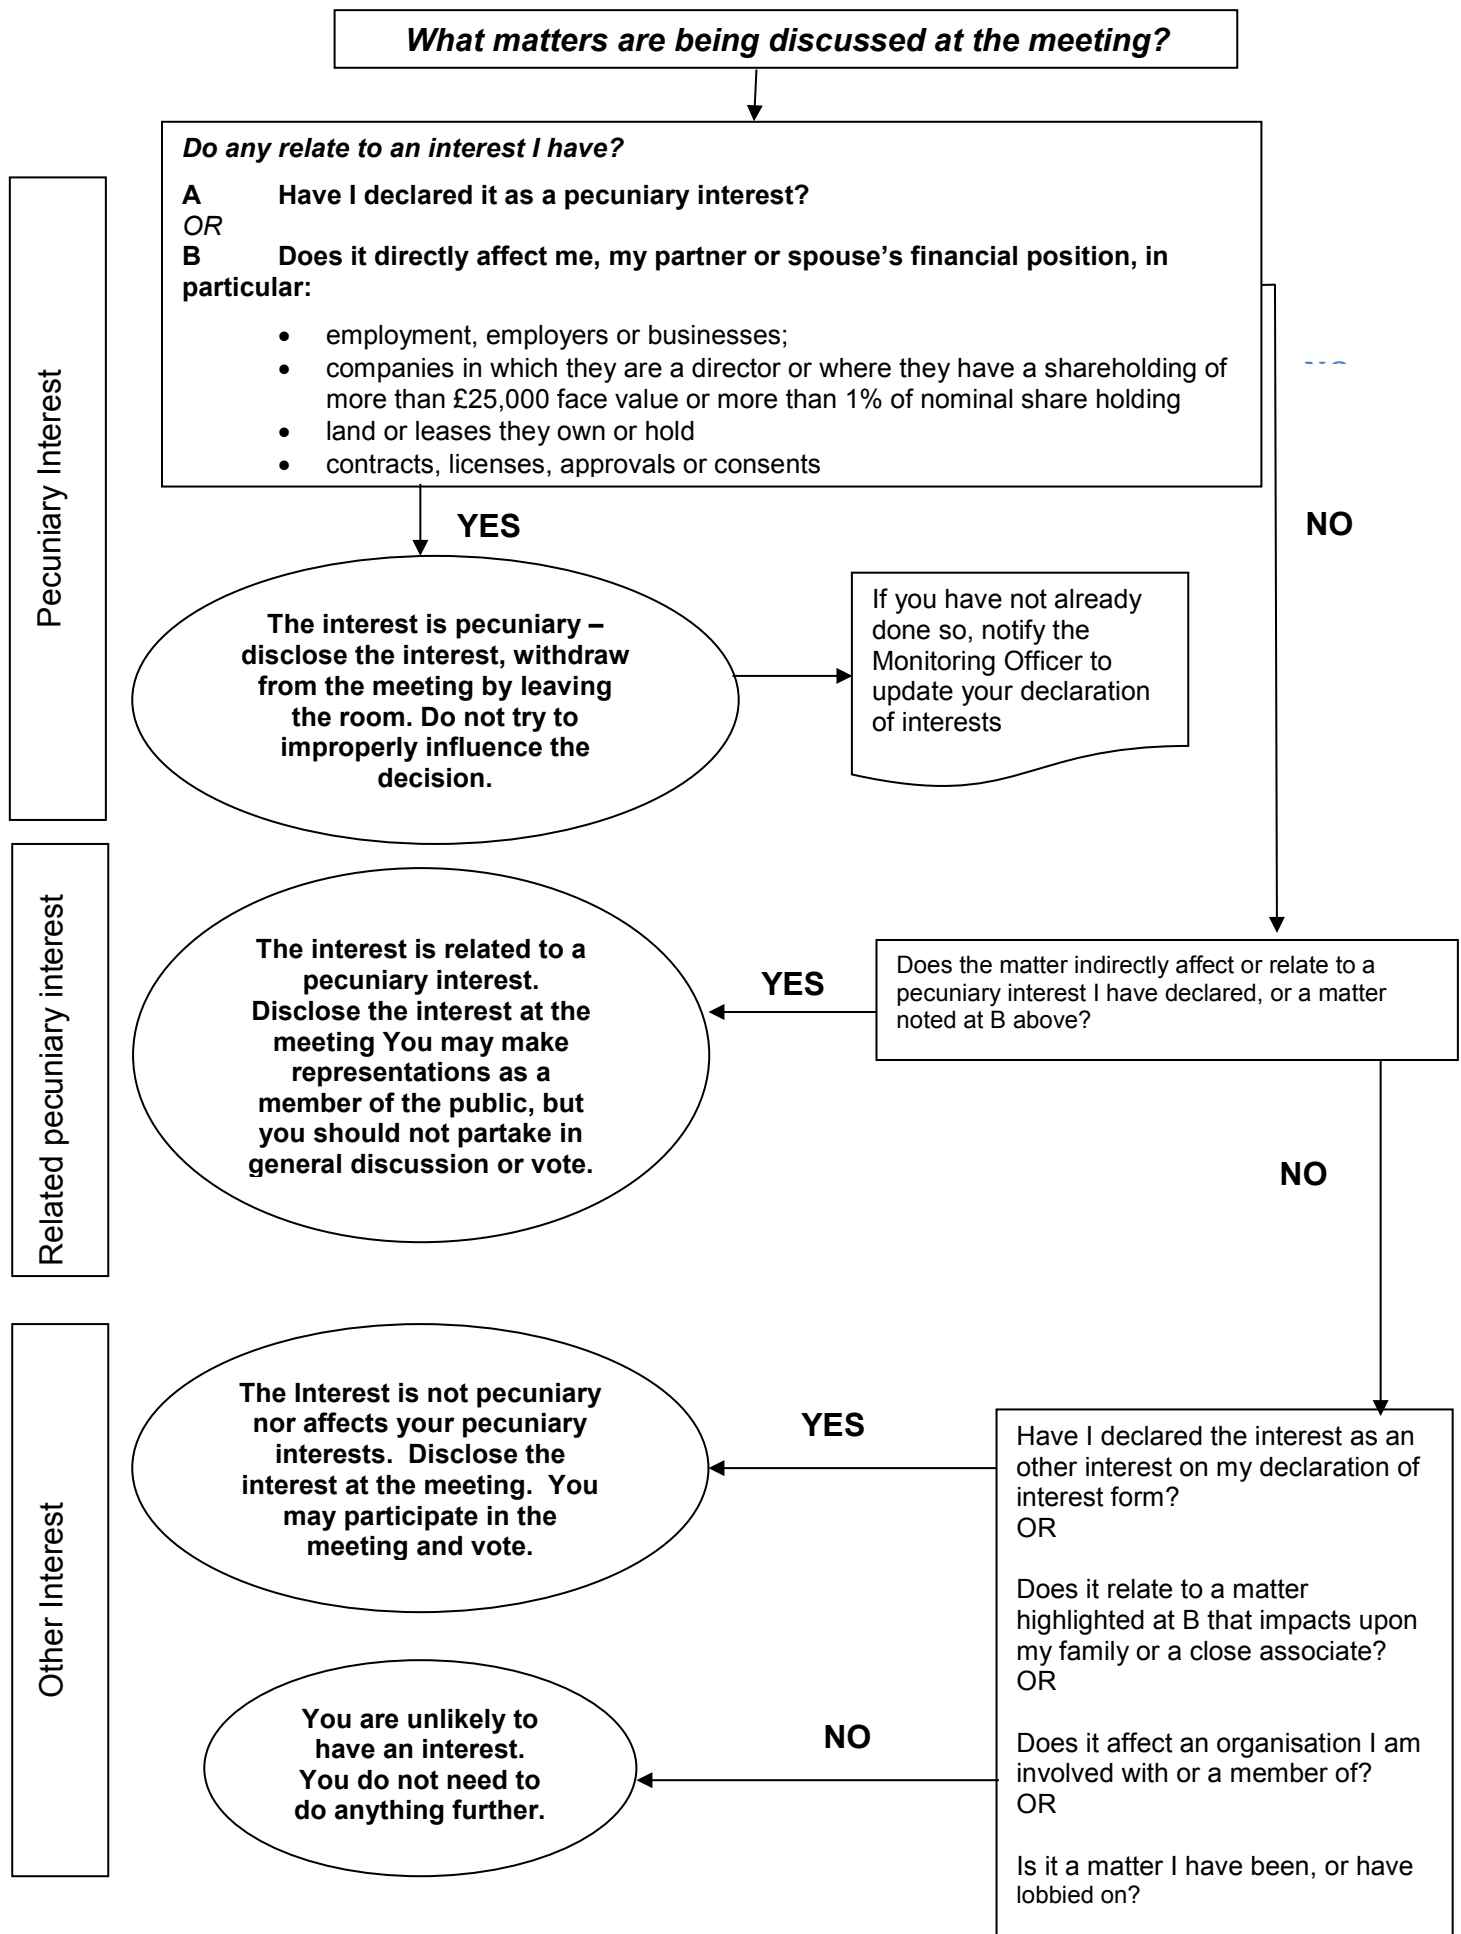 What matters are being discussed at the meeting?
Do any relate to an interest I have?
A Have I declared it as a pecuniary interest?
OR
B Does it directly affect me, my partner or spouse’s financial position, in
particular:
• employment, employers or businesses;
• companies in which they are a director or where they have a shareholding of
more than £25,000 face value or more than 1% of nominal share holding
• land or leases they own or hold
• contracts, licenses, approvals or consents
Pecuniary Interest
YES
NO
The interest is pecuniary –
disclose the interest, withdraw
from the meeting by leaving
the room. Do not try to
improperly influence the
decision.
If you have not already
done so, notify the
Monitoring Officer to
update your declaration
of interests
Related pecuniary interest
The interest is related to a
pecuniary interest.
Disclose the interest at the
meeting You may make
representations as a
member of the public, but
you should not partake in
general discussion or vote.
YES
Does the matter indirectly affect or relate to a
pecuniary interest I have declared, or a matter
noted at B above?
NO
Other Interest
The Interest is not pecuniary
nor affects your pecuniary
interests. Disclose the
interest at the meeting. You
may participate in the
meeting and vote.
YES
Have I declared the interest as an
other interest on my declaration of
interest form?
OR
Does it relate to a matter
highlighted at B that impacts upon
my family or a close associate?
OR
Does it affect an organisation I am
involved with or a member of?
OR
Is it a matter I have been, or have
lobbied on?
NO
You are unlikely to
have an interest.
You do not need to
do anything further.